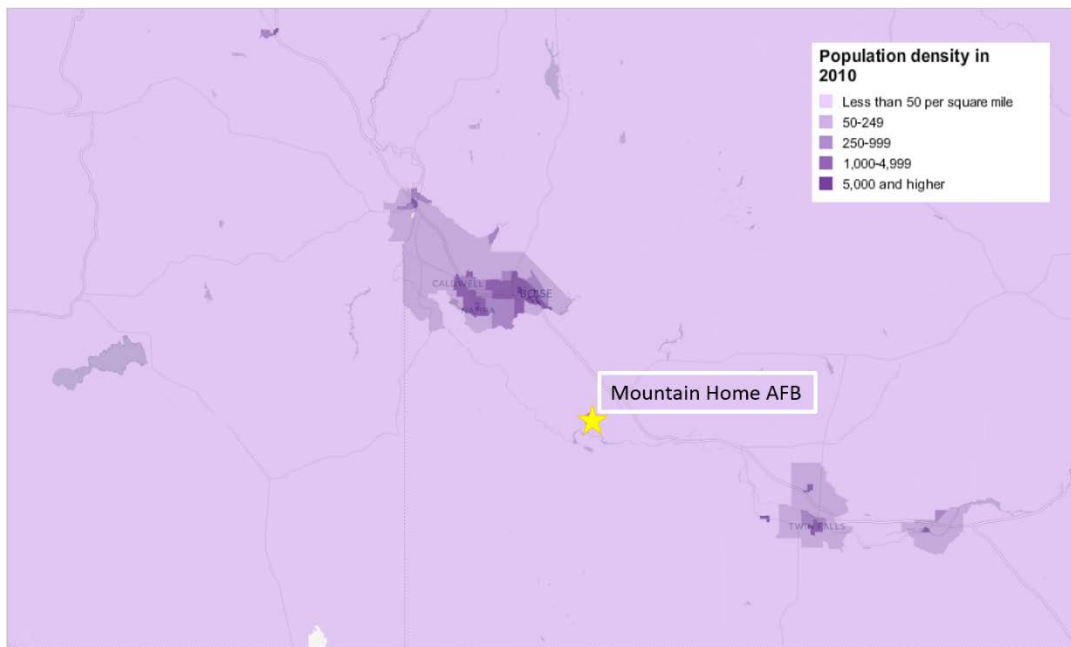 Population density in
2010
Less than 50 per square mile
50-249
250-999
1,000-4,999
5,000 and higher
CALDWELL
BOISE
NAMPA
Mountain Home AFB
TWIN FALLS